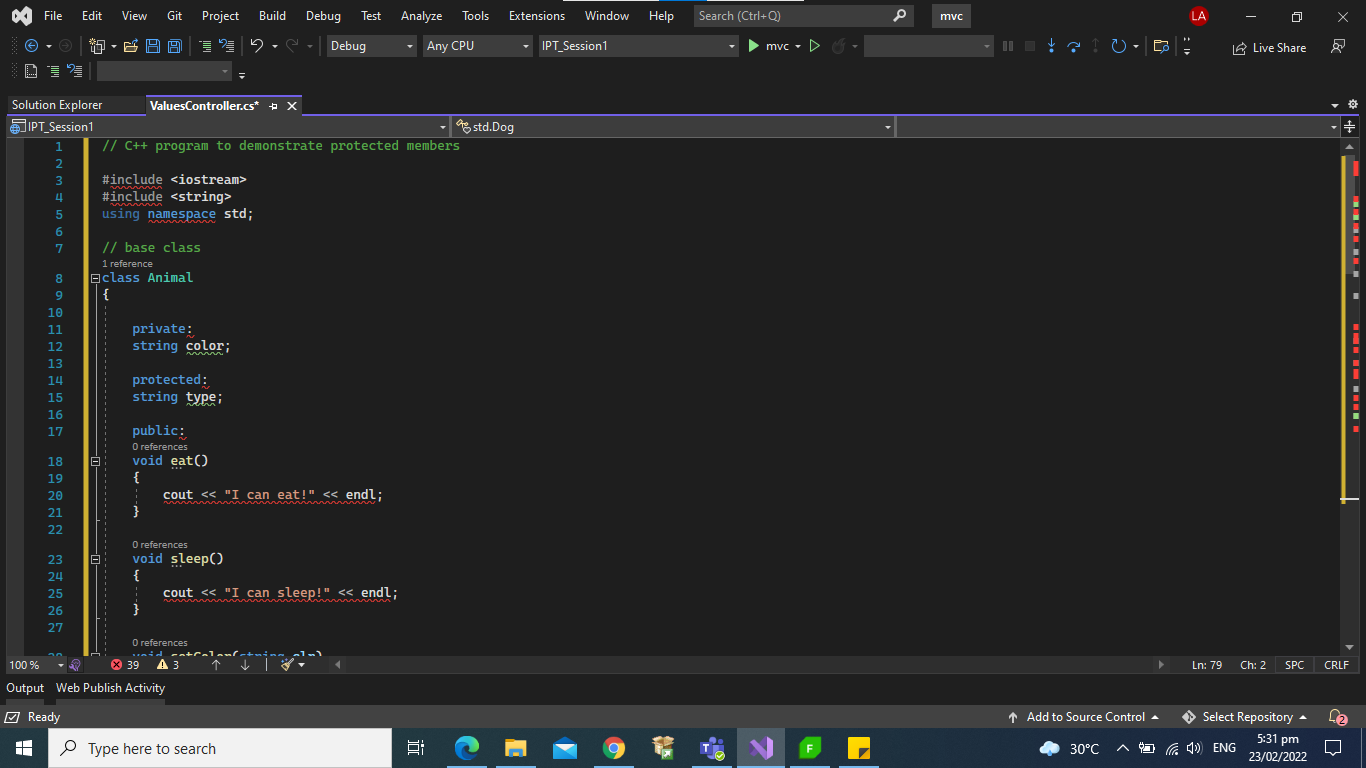 File Edit View Git Project Build Debug Test Analyze Tools Extensions Window Help Search (Ctrl+Q) mvc LA
Debug Any CPU IPT_Session1 mvc Live Share
Solution Explorer ValuesController.cs*
IPT_Session1 std.Dog
1 // C++ program to demonstrate protected members
2
3 #include <iostream>
4 #include <string>
5 using namespace std;
6
7 // base class
1 reference
8 class Animal
9 {
10
11 private:
12 string color;
13
14 protected:
15 string type;
16
17 public:
0 references
18 void eat()
19 {
20 cout << "I can eat!" << endl;
21 }
22
0 references
23 void sleep()
24 {
25 cout << "I can sleep!" << endl;
26 }
27
0 references
28 void setColor(string clr)
100 % 39 3 Ln: 79 Ch: 2 SPC CRLF
Output Web Publish Activity
Ready Add to Source Control Select Repository 2
Type here to search 30°C ENG 5:31 pm
23/02/2022